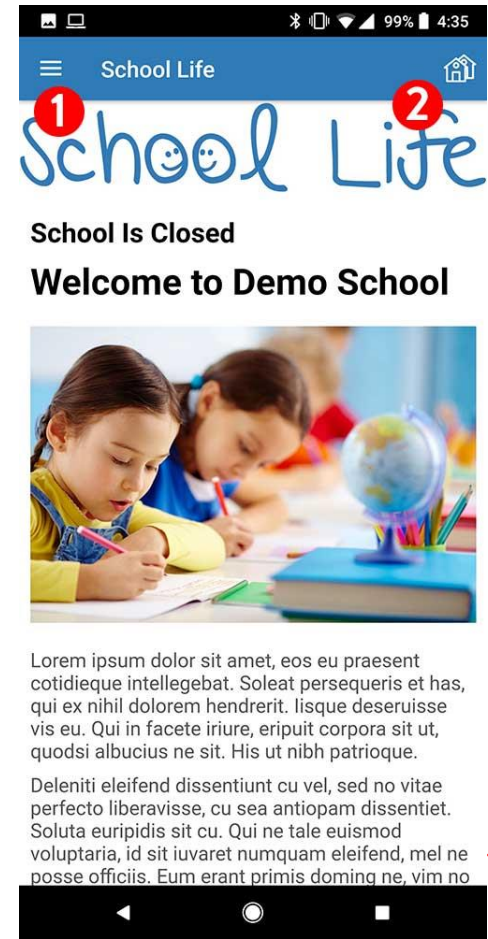 99% 4:35
School Life
1
2
School Life
School Is Closed
Welcome to Demo School
Lorem ipsum dolor sit amet, eos eu praesent
cotidieque intellegebat. Soleat persequeris et has,
qui ex nihil dolorem hendrerit. Iisque deseruisse
vis eu. Qui in facete iriure, eripuit corpora sit ut,
quodsi albucius ne sit. His ut nibh patrioque.
Deleniti eleifend dissentiunt cu vel, sed no vitae
perfecto liberavisse, cu sea antiopam dissentiet.
Soluta euripidis sit cu. Qui ne tale euismod
voluptaria, id sit iuvaret numquam eleifend, mel ne
posse officiis. Eum erant primis doming ne, vim no